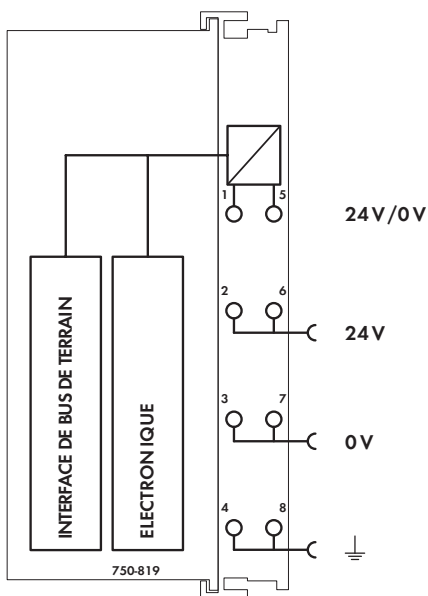 1 5
24V/0V
2 6
24V
3 7
0V
4 8
INTERFACE DE BUS DE TERRAIN
ELECTRON IQUE
750-819